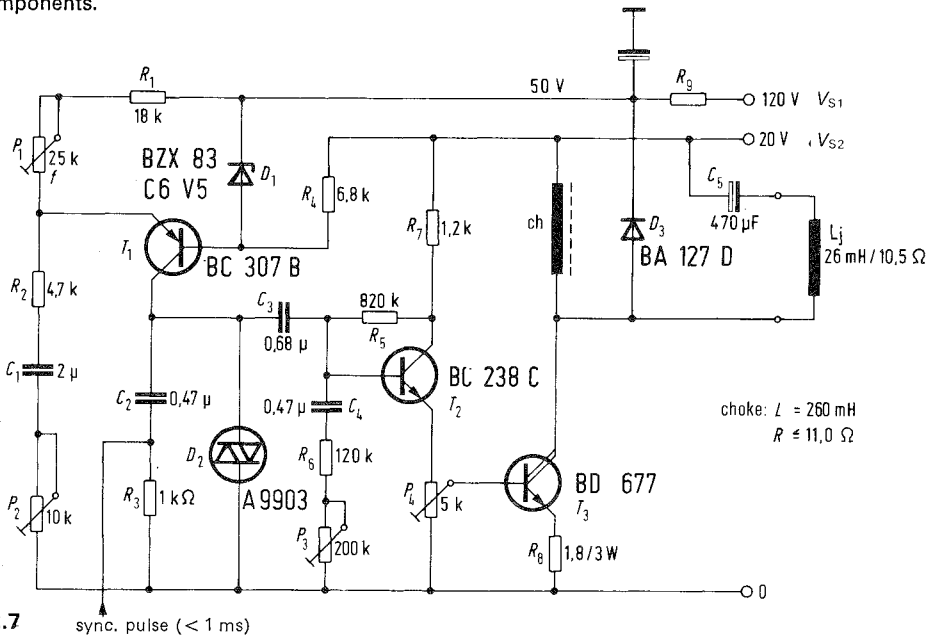 mponents.
R1
18 k
50 V
R9
120 V VS1
20 V VS2
P1
25 k
f
BZX 83
C6 V5
D1
R4
6,8 k
R7
1,2 k
ch
D3
BA 127 D
C5
470 µF
Lj
26 mH/10,5 Ω
T1
BC 307 B
R2
4,7 k
C3
0,68 µ
820 k
R5
C1
2 µ
C2
0,47 µ
0,47 µ
C4
BC 238 C
T2
choke: L = 260 mH
R ≤ 11,0 Ω
D2
A 9903
R6
120 k
P4
5 k
BD 677
T3
P2
10 k
R3
1 kΩ
P3
200 k
R8
1,8/3 W
0
.7
sync. pulse (< 1 ms)